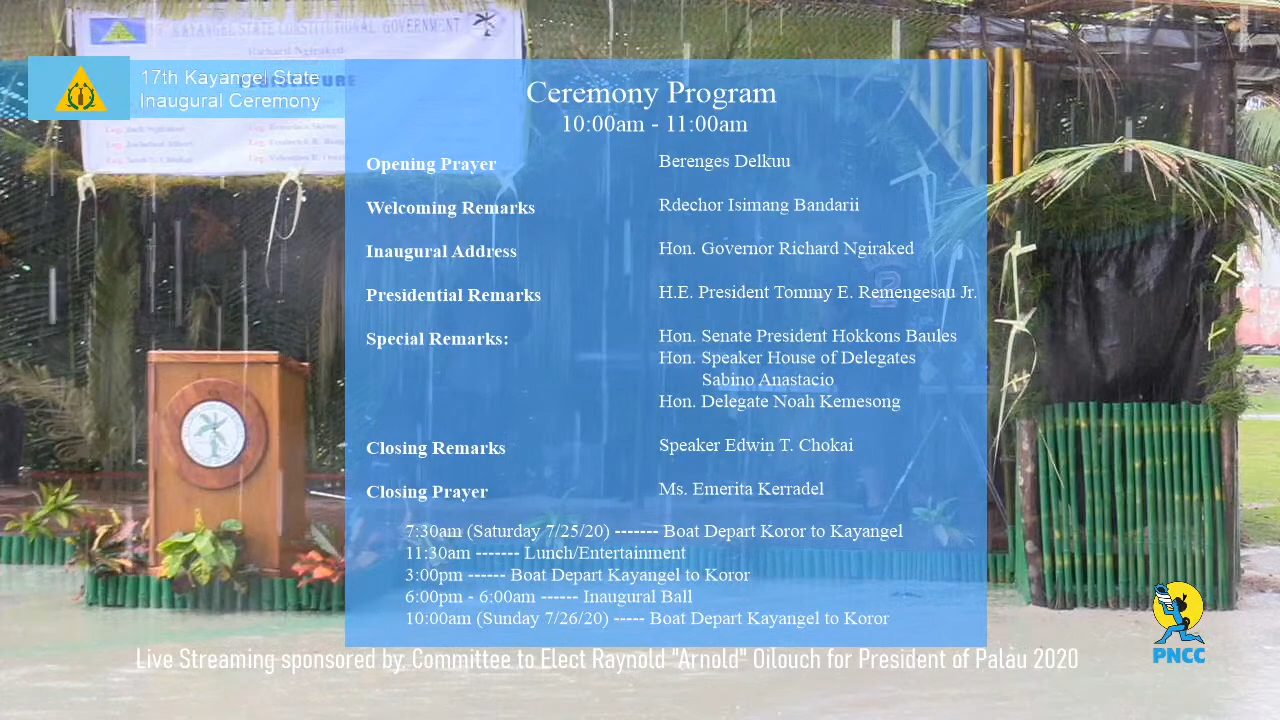 KAYANGEL STATE CONSTITUTIONAL GOVERNMENT
Richard Ngiraked
17th Kayangel State
Inaugural Ceremony
Ceremony Program
10:00am - 11:00am
Opening Prayer Berenges Delkuu
Welcoming Remarks Rdechor Isimang Bandarii
Inaugural Address Hon. Governor Richard Ngiraked
Presidential Remarks H.E. President Tommy E. Remengesau Jr.
Special Remarks: Hon. Senate President Hokkons Baules
Hon. Speaker House of Delegates
Sabino Anastacio
Hon. Delegate Noah Kemesong
Closing Remarks Speaker Edwin T. Chokai
Closing Prayer Ms. Emerita Kerradel
7:30am (Saturday 7/25/20) ------- Boat Depart Koror to Kayangel
11:30am ------- Lunch/Entertainment
3:00pm ------ Boat Depart Kayangel to Koror
6:00pm - 6:00am ------ Inaugural Ball
10:00am (Sunday 7/26/20) ----- Boat Depart Kayangel to Koror
Live Streaming sponsored by: Committee to Elect Raynold "Arnold" Oilouch for President of Palau 2020
PNCC